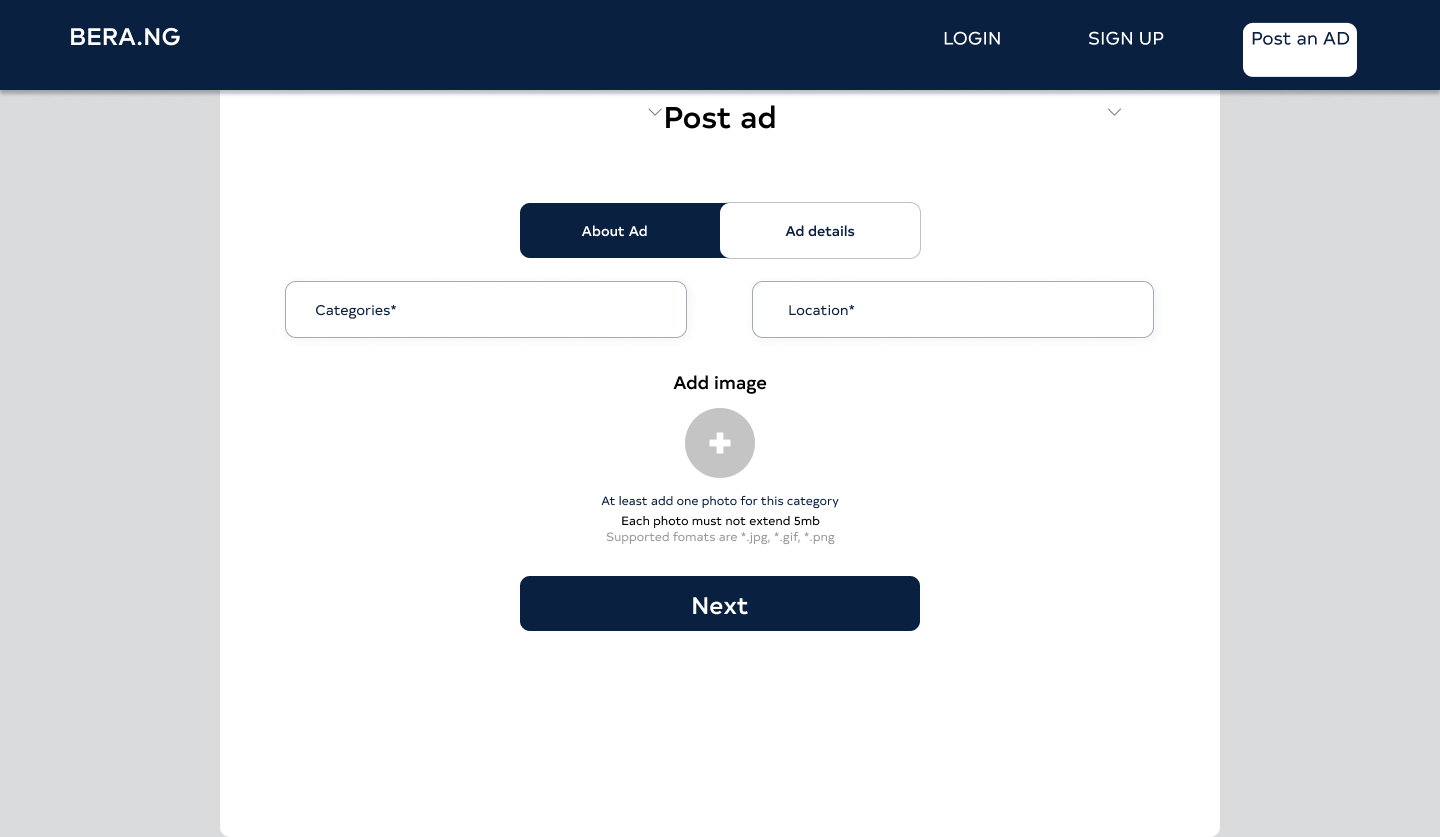 BERA.NG
LOGIN
SIGN UP
Post an AD
Post ad
About Ad
Ad details
Categories*
Location*
Add image
At least add one photo for this category
Each photo must not extend 5mb
Supported fomats are *.jpg, *.gif, *.png
Next